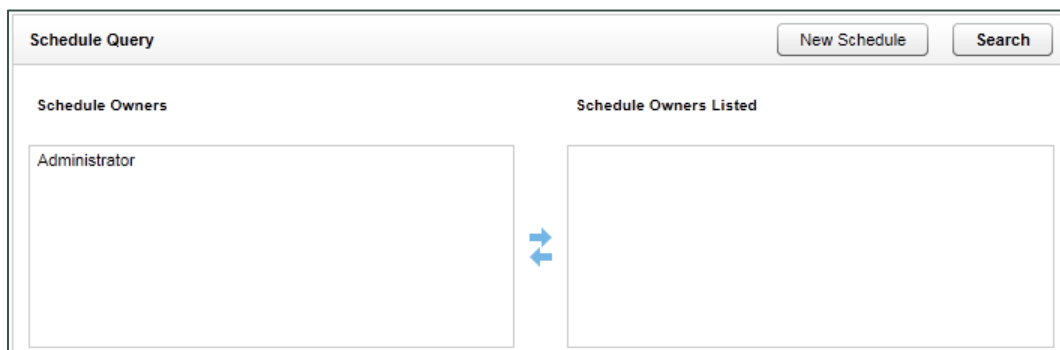 Schedule Query New Schedule Search
Schedule Owners Schedule Owners Listed
Administrator